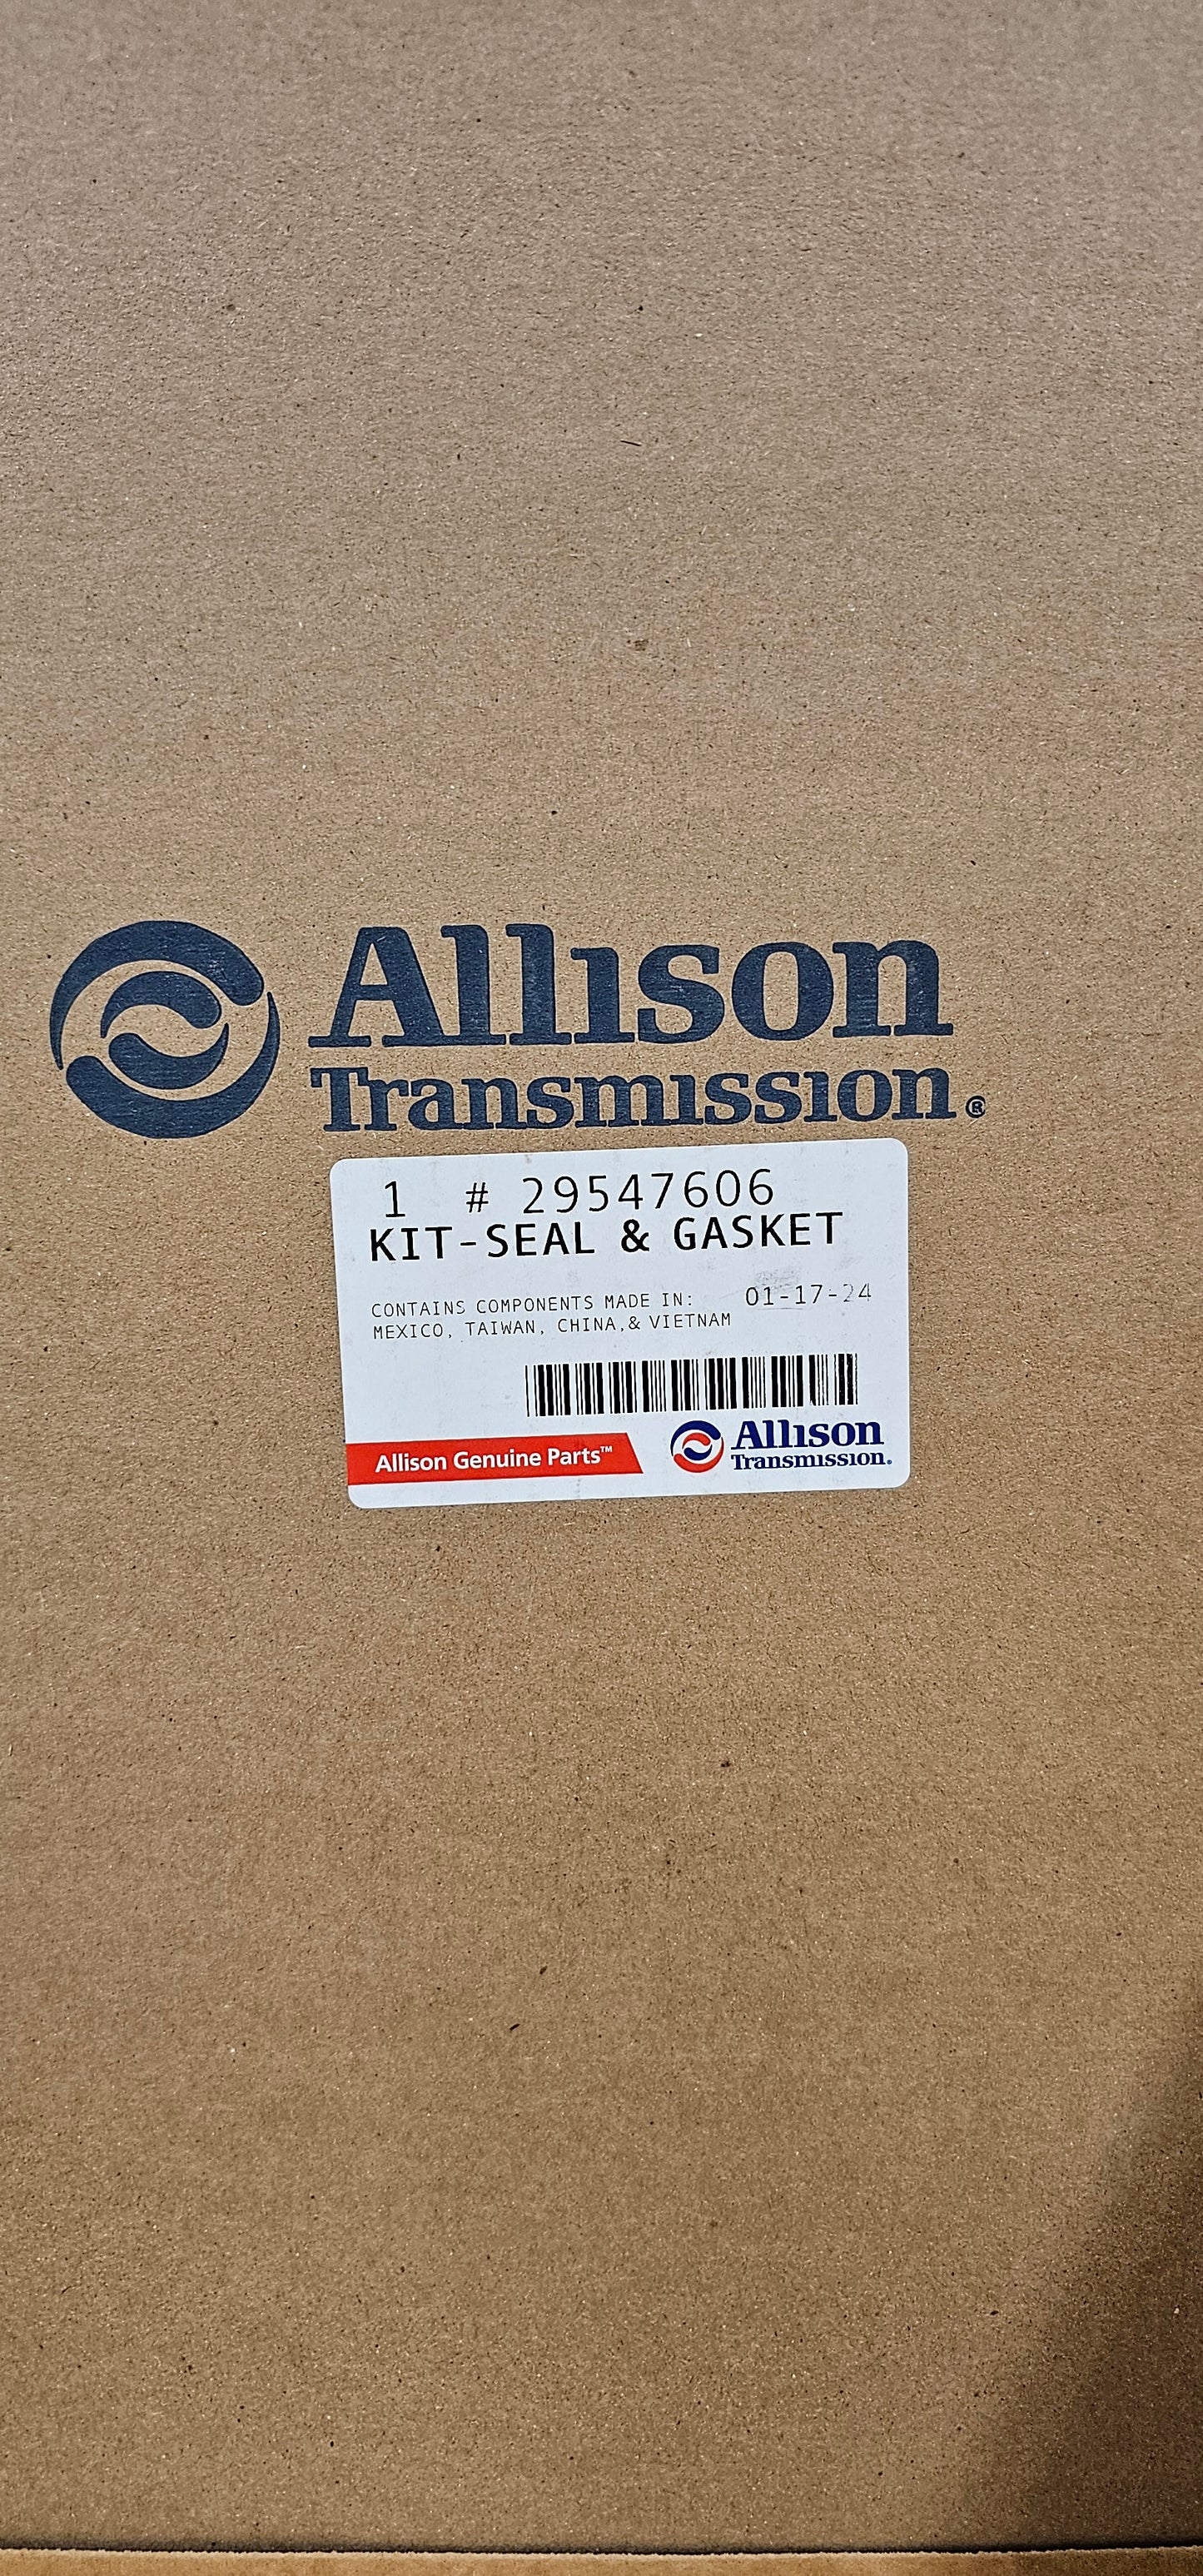 Allison
Transmission®
1 # 29547606
KIT-SEAL & GASKET
CONTAINS COMPONENTS MADE IN: 01-17-24
MEXICO, TAIWAN, CHINA,& VIETNAM
Allison Genuine Parts™
Allison
Transmission®